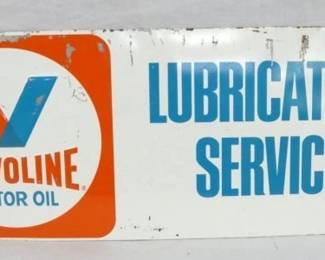 VOLINE®
TOR OIL
LUBRICAT
SERVIC